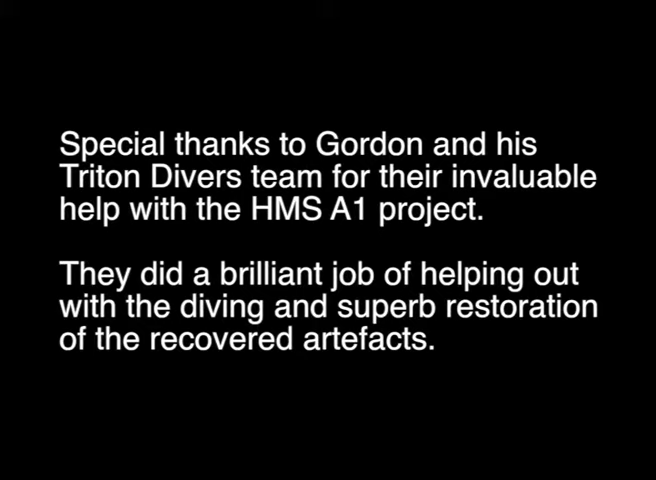 Special thanks to Gordon and his
Triton Divers team for their invaluable
help with the HMS A1 project.
They did a brilliant job of helping out
with the diving and superb restoration
of the recovered artefacts.